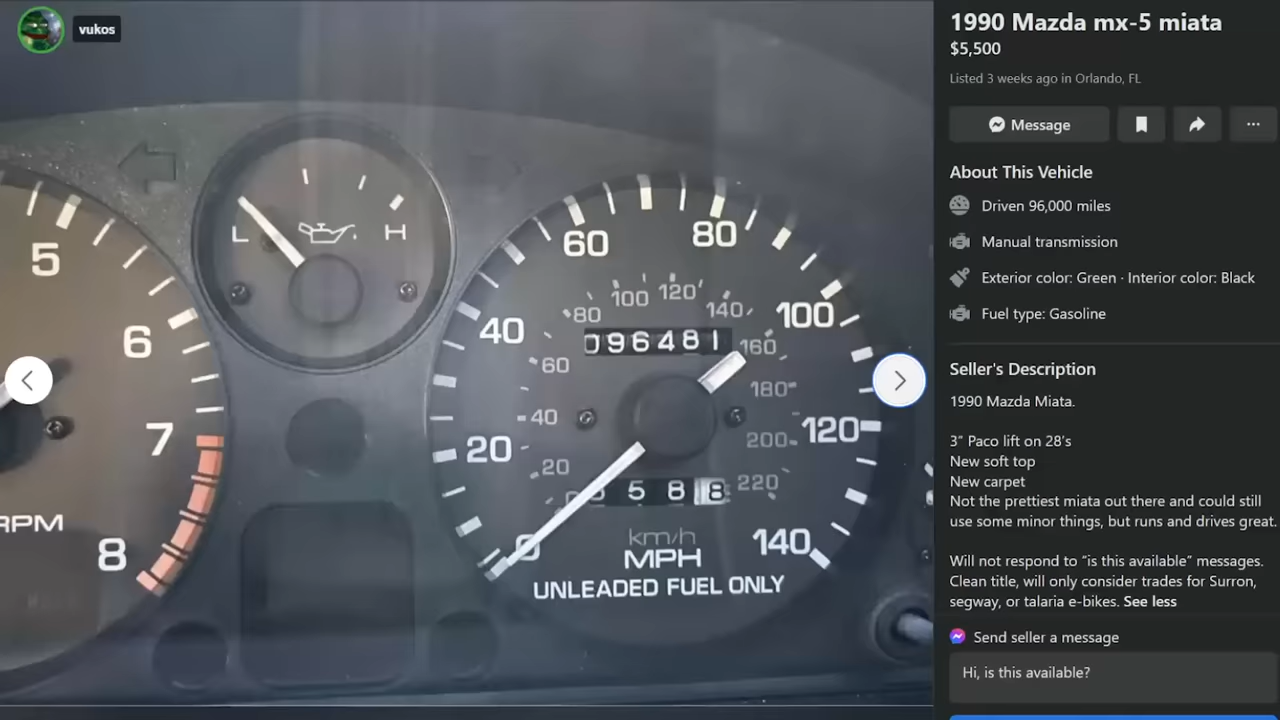 vukos
5
6
7
8
RPM
L
H
60
80
100
40
20
0
120
140
80
100
120
140
160
60
180
40
200
20
220
096481
5 8 8
km/h
MPH
UNLEADED FUEL ONLY
1990 Mazda mx-5 miata
$5,500
Listed 3 weeks ago in Orlando, FL
Message
About This Vehicle
Driven 96,000 miles
Manual transmission
Exterior color: Green · Interior color: Black
Fuel type: Gasoline
Seller's Description
1990 Mazda Miata.
3" Paco lift on 28's
New soft top
New carpet
Not the prettiest miata out there and could still
use some minor things, but runs and drives great.
Will not respond to "is this available" messages.
Clean title, will only consider trades for Surron,
segway, or talaria e-bikes. See less
Send seller a message
Hi, is this available?